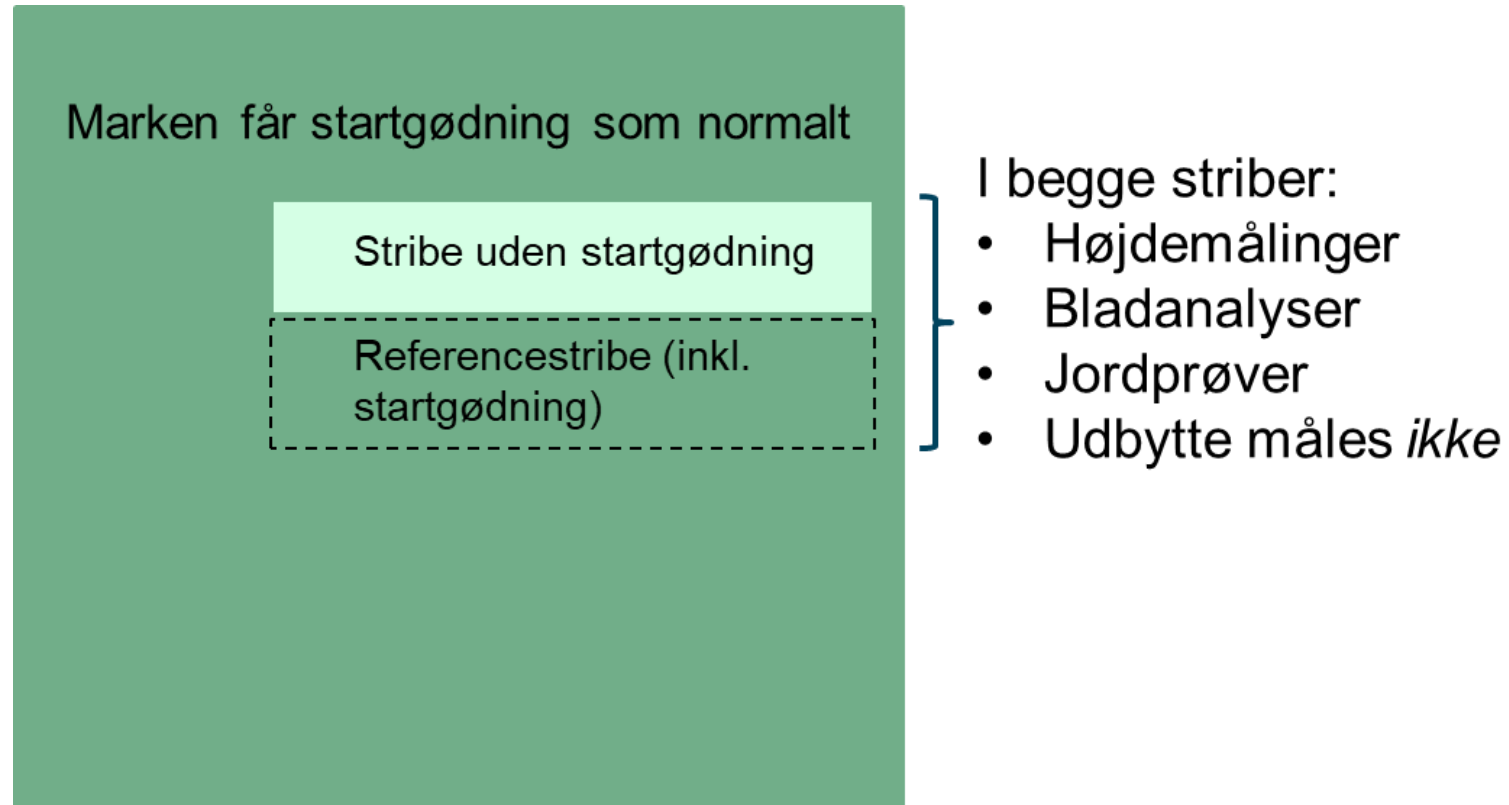 Marken får startgødning som normalt
Stribe uden startgødning
Referencestribe (inkl.
startgødning)
I begge striber:
• Højdemålinger
• Bladanalyser
• Jordprøver
• Udbytte måles ikke